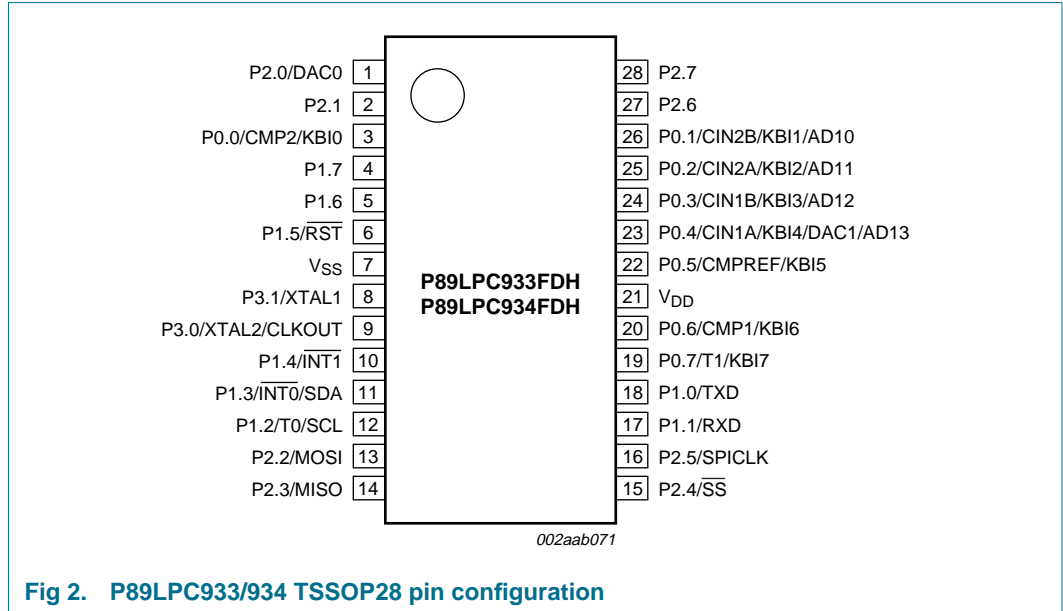 P2.0/DAC0 1
P2.1 2
P0.0/CMP2/KBI0 3
P1.7 4
P1.6 5
P1.5/R̅S̅T̅ 6
VSS 7
P3.1/XTAL1 8
P3.0/XTAL2/CLKOUT 9
P1.4/I̅N̅T̅1̅ 10
P1.3/I̅N̅T̅0̅/SDA 11
P1.2/T0/SCL 12
P2.2/MOSI 13
P2.3/MISO 14
P89LPC933FDH
P89LPC934FDH
28 P2.7
27 P2.6
26 P0.1/CIN2B/KBI1/AD10
25 P0.2/CIN2A/KBI2/AD11
24 P0.3/CIN1B/KBI3/AD12
23 P0.4/CIN1A/KBI4/DAC1/AD13
22 P0.5/CMPREF/KBI5
21 VDD
20 P0.6/CMP1/KBI6
19 P0.7/T1/KBI7
18 P1.0/TXD
17 P1.1/RXD
16 P2.5/SPICLK
15 P2.4/S̅S̅
002aab071
Fig 2. P89LPC933/934 TSSOP28 pin configuration